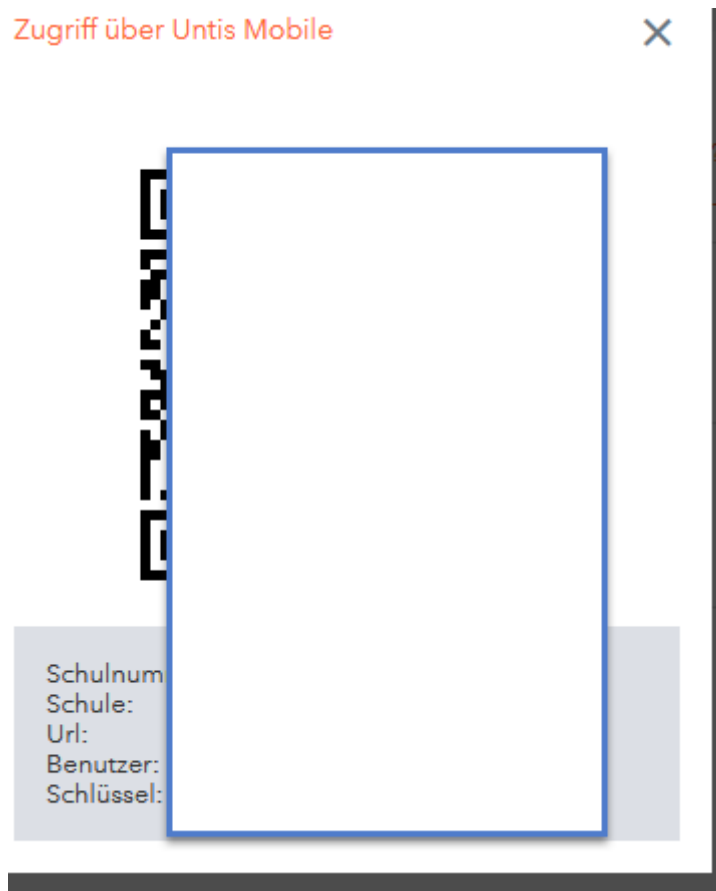 Zugriff über Untis Mobile
Schulnum
Schule:
Url:
Benutzer:
Schlüssel: